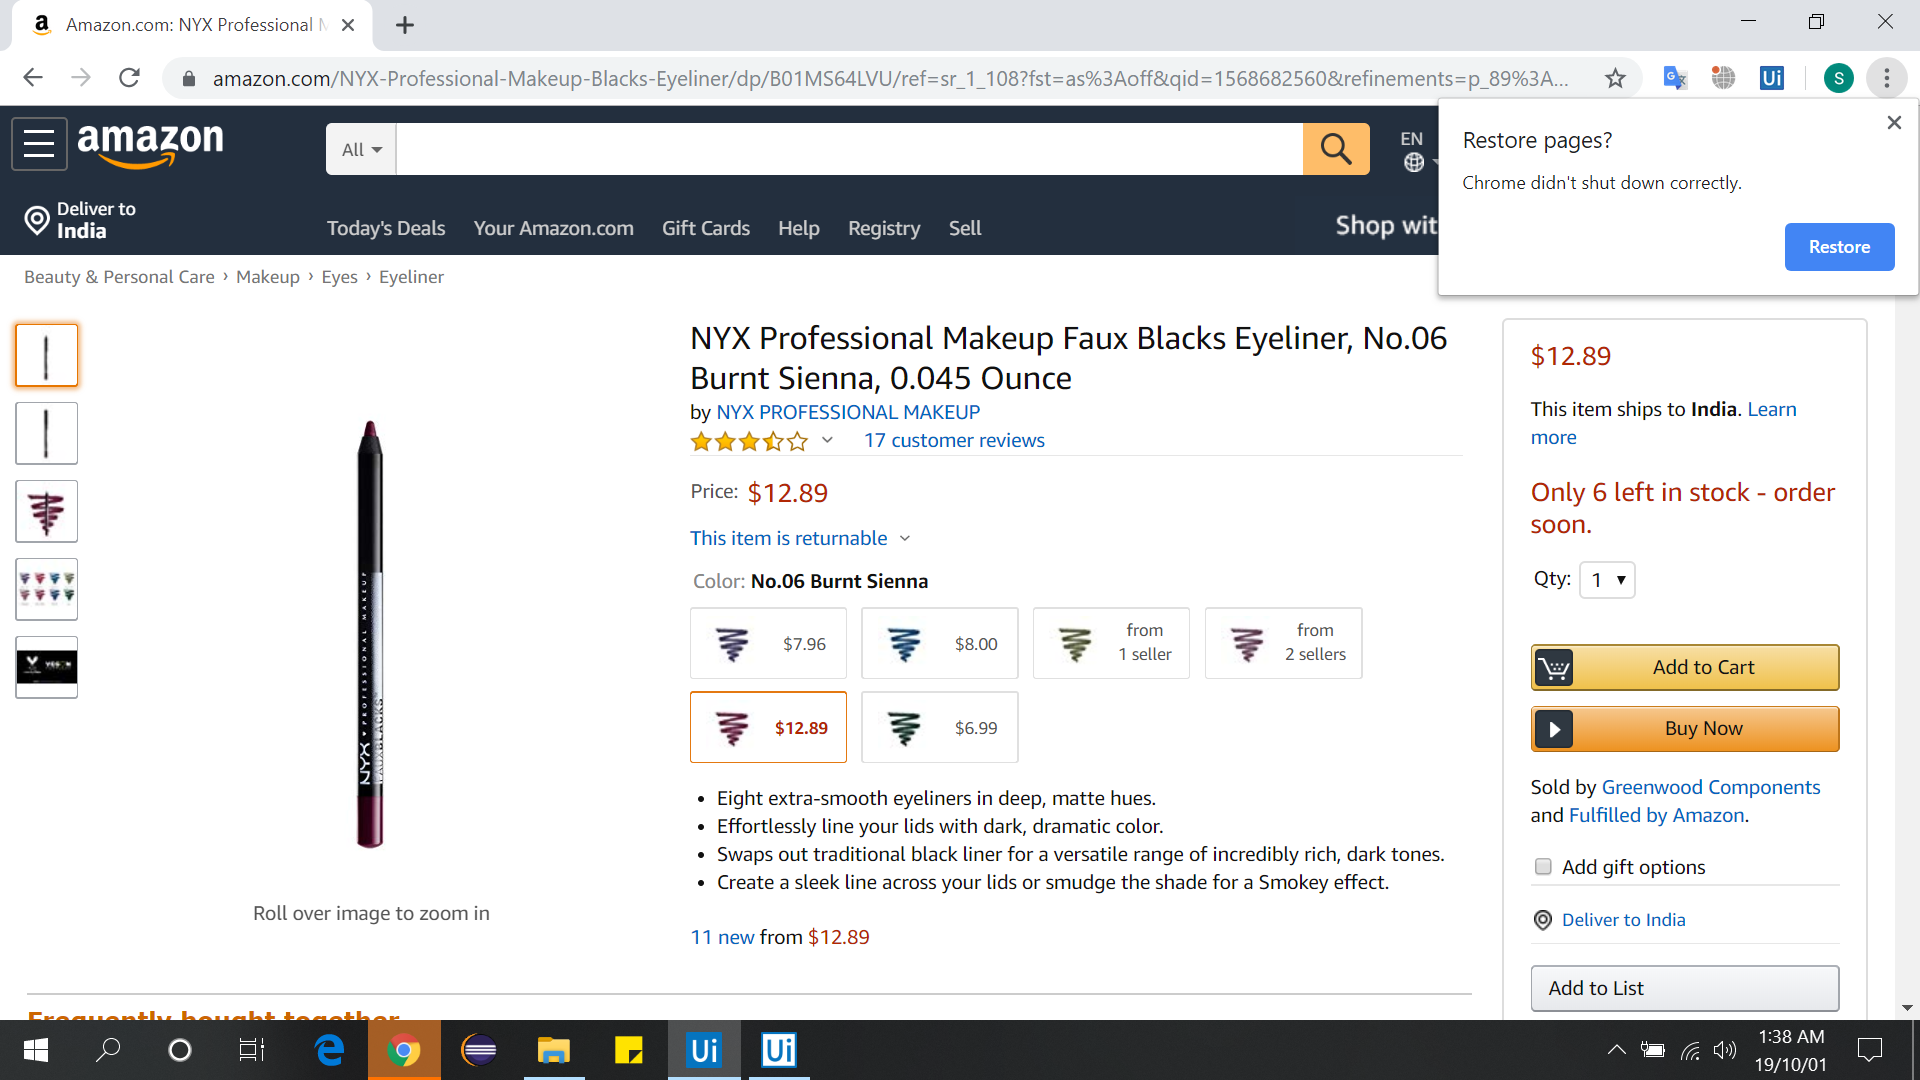 Amazon.com: NYX Professional M
amazon.com/NYX-Professional-Makeup-Blacks-Eyeliner/dp/B01MS64LVU/ref=sr_1_108?fst=as%3Aoff&qid=1568682560&refinements=p_89%3A...
Ui
S
Restore pages?
Chrome didn't shut down correctly.
Restore
amazon
All
EN
Deliver to
India
Today's Deals
Your Amazon.com
Gift Cards
Help
Registry
Sell
Shop wit
Beauty & Personal Care › Makeup › Eyes › Eyeliner
NYX Professional Makeup Faux Blacks Eyeliner, No.06
Burnt Sienna, 0.045 Ounce
by NYX PROFESSIONAL MAKEUP
17 customer reviews
Price: $12.89
This item is returnable
Color: No.06 Burnt Sienna
$7.96
$8.00
from
1 seller
from
2 sellers
$12.89
$6.99
• Eight extra-smooth eyeliners in deep, matte hues.
• Effortlessly line your lids with dark, dramatic color.
• Swaps out traditional black liner for a versatile range of incredibly rich, dark tones.
• Create a sleek line across your lids or smudge the shade for a Smokey effect.
11 new from $12.89
NYX PROFESSIONAL MAKEUP
FAUXBLACKS
Roll over image to zoom in
$12.89
This item ships to India. Learn
more
Only 6 left in stock - order
soon.
Qty: 1
Add to Cart
Buy Now
Sold by Greenwood Components
and Fulfilled by Amazon.
Add gift options
Deliver to India
Add to List
Frequently bought together
Ui
Ui
1:38 AM
19/10/01